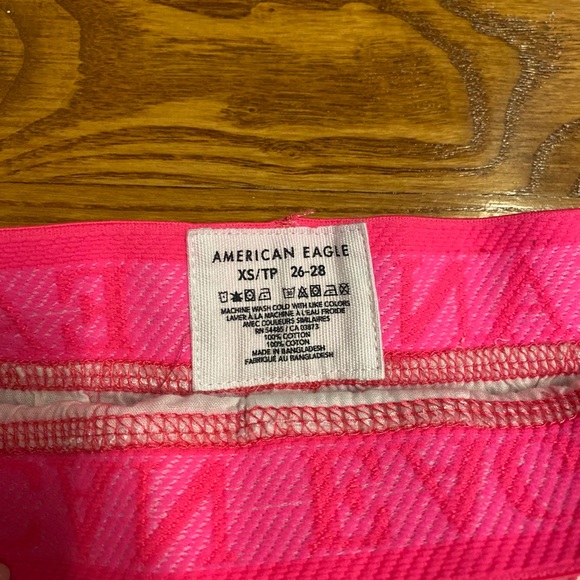 AMERICAN EAGLE
XS/TP 26-28
MACHINE WASH COLD WITH LIKE COLORS
LAVER À LA MACHINE À L'EAU FROIDE
AVEC COULEURS SIMILAIRES
RN 54485 / CA 03873
100% COTTON
100% COTON
MADE IN BANGLADESH
FABRIQUÉ AU BANGLADESH